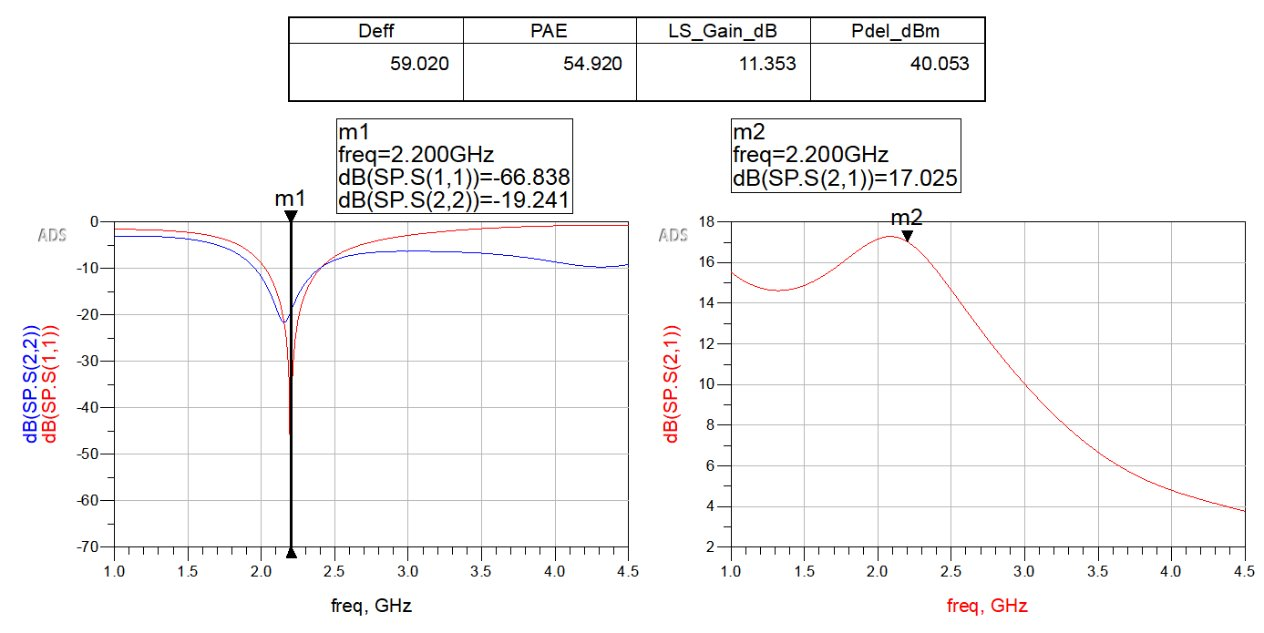 Deff PAE LS_Gain_dB Pdel_dBm
59.020 54.920 11.353 40.053
m1
freq=2.200GHz
dB(SP.S(1,1))=-66.838
dB(SP.S(2,2))=-19.241
m1
ADS
0
-10
-20
-30
-40
-50
-60
-70
dB(SP.S(2,2))
dB(SP.S(1,1))
1.0 1.5 2.0 2.5 3.0 3.5 4.0 4.5
freq, GHz
m2
freq=2.200GHz
dB(SP.S(2,1))=17.025
m2
ADS
18
16
14
12
10
8
6
4
2
dB(SP.S(2,1))
1.0 1.5 2.0 2.5 3.0 3.5 4.0 4.5
freq, GHz